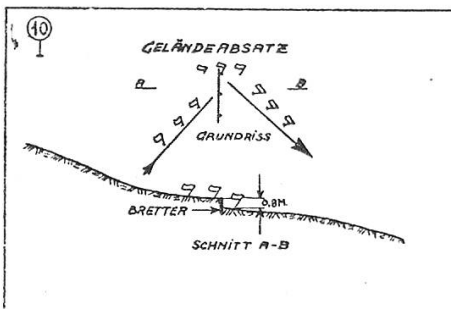 10
GELÄNDEABSATZ
A B
GRUNDRISS
0,8M.
BRETTER
SCHNITT A-B